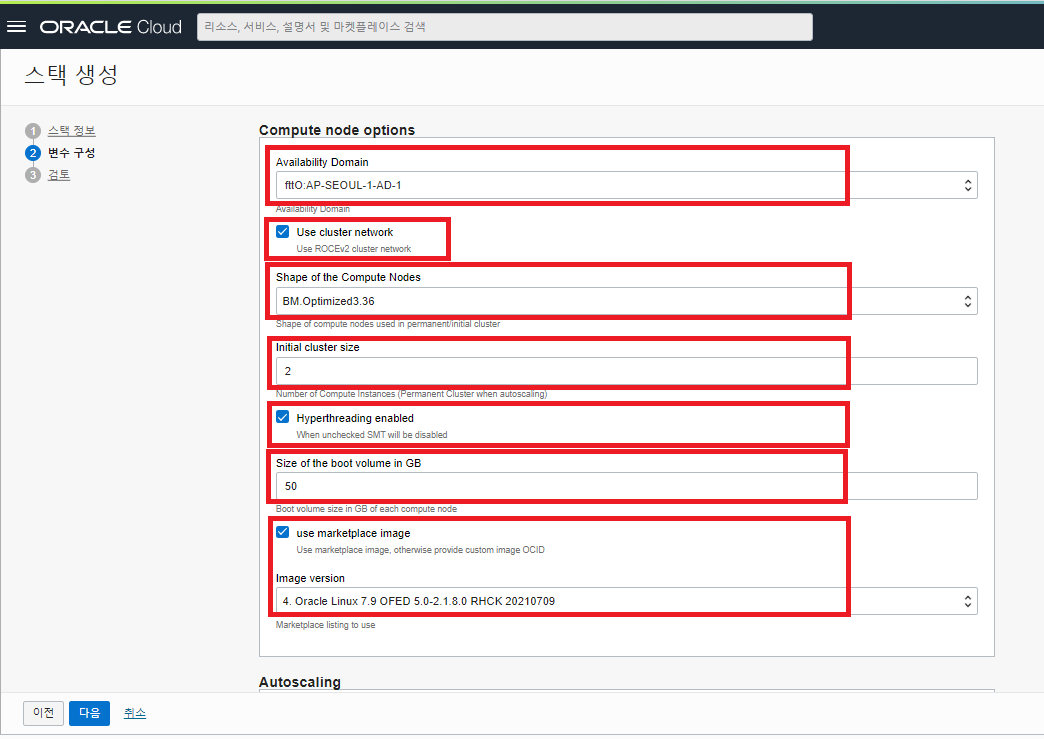 ORACLE Cloud
리소스, 서비스, 설명서 및 마켓플레이스 검색
스택 생성
1 스택 정보
2 변수 구성
3 검토
Compute node options
Availability Domain
fttO:AP-SEOUL-1-AD-1
Availability Domain
Use cluster network
Use ROCEv2 cluster network
Shape of the Compute Nodes
BM.Optimized3.36
Shape of compute nodes used in permanent/initial cluster
Initial cluster size
2
Number of Compute Instances (Permanent Cluster when autoscaling)
Hyperthreading enabled
When unchecked SMT will be disabled
Size of the boot volume in GB
50
Boot volume size in GB of each compute node
use marketplace image
Use marketplace image, otherwise provide custom image OCID
Image version
4. Oracle Linux 7.9 OFED 5.0-2.1.8.0 RHCK 20210709
Marketplace listing to use
Autoscaling
이전 다음 취소